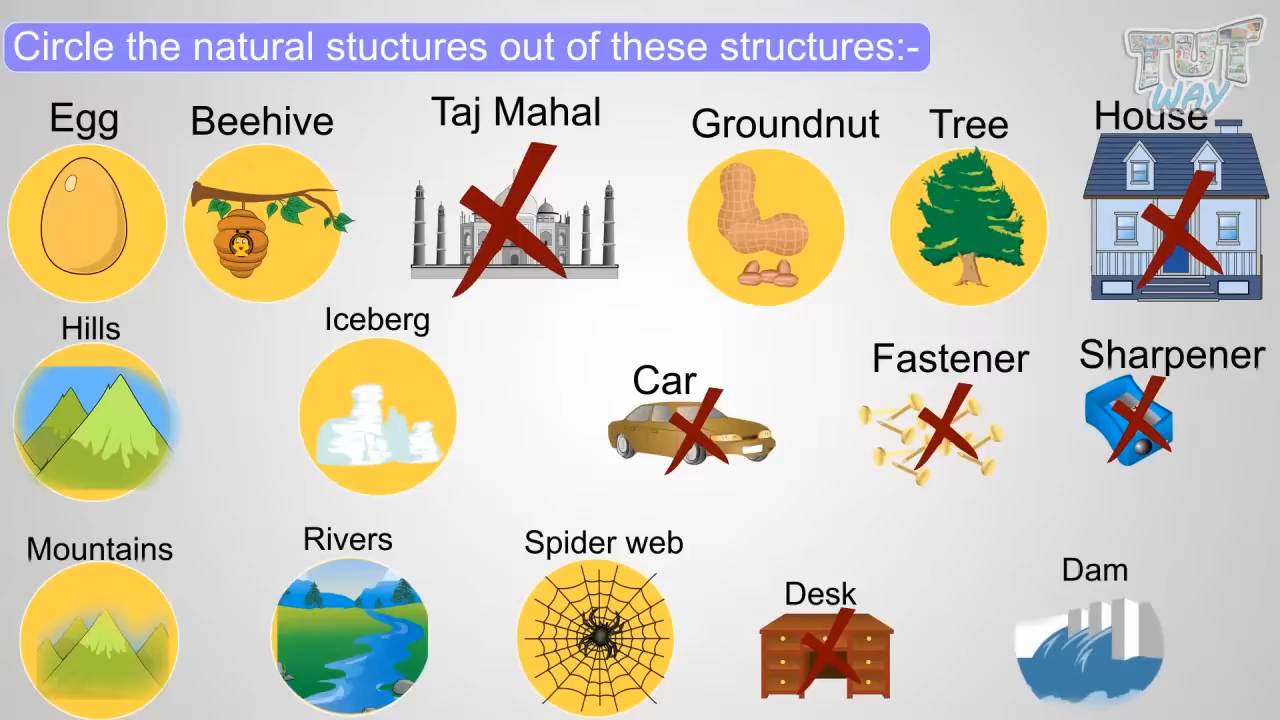 Circle the natural stuctures out of these structures:-
TUT
WAY
Egg
Beehive
Taj Mahal
Groundnut
Tree
House
Hills
Iceberg
Car
Fastener
Sharpener
Mountains
Rivers
Spider web
Desk
Dam